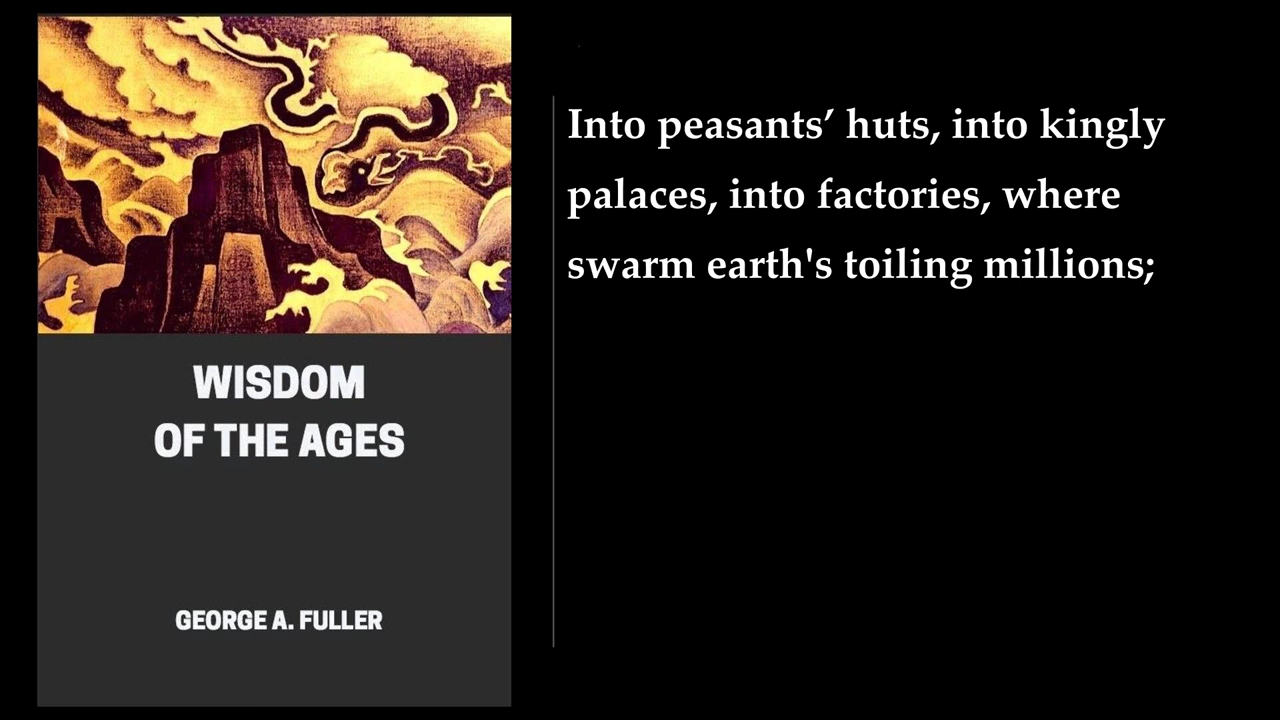 WISDOM
OF THE AGES
GEORGE A. FULLER
Into peasants’ huts, into kingly
palaces, into factories, where
swarm earth's toiling millions;